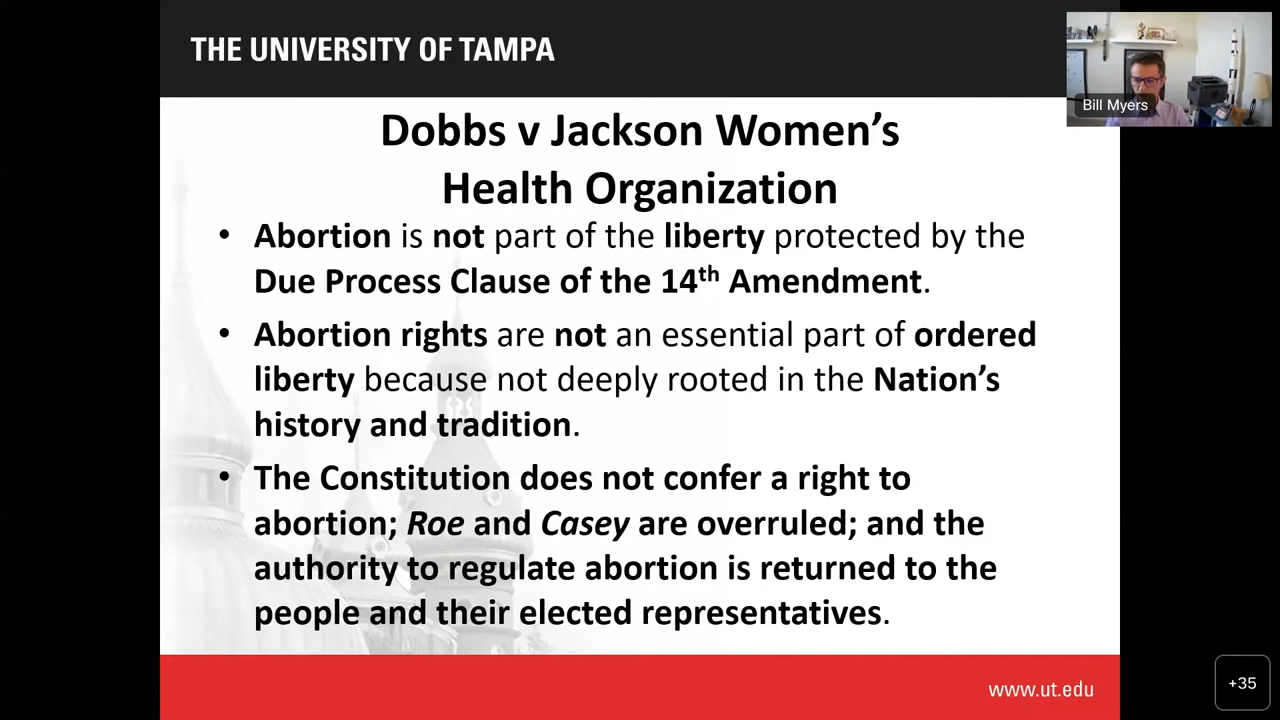 THE UNIVERSITY OF TAMPA
Bill Myers
Dobbs v Jackson Women’s
Health Organization
• Abortion is not part of the liberty protected by the
Due Process Clause of the 14th Amendment.
• Abortion rights are not an essential part of ordered
liberty because not deeply rooted in the Nation’s
history and tradition.
• The Constitution does not confer a right to
abortion; Roe and Casey are overruled; and the
authority to regulate abortion is returned to the
people and their elected representatives.
www.ut.edu
+35